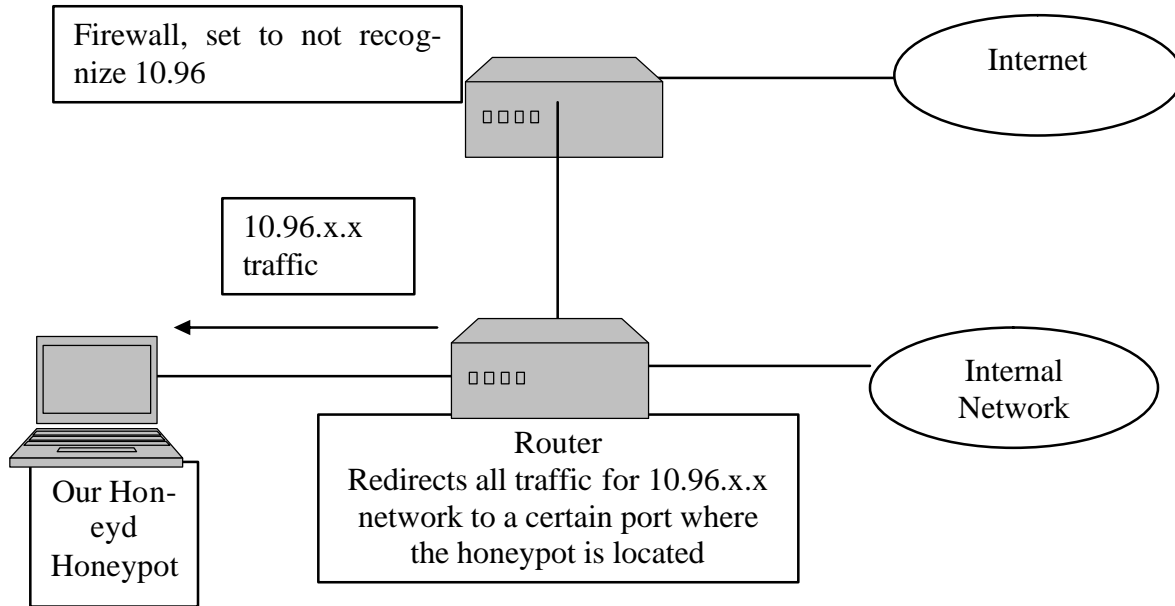 Firewall, set to not recog-
nize 10.96
Internet
10.96.x.x
traffic
Internal
Network
Router
Redirects all traffic for 10.96.x.x
network to a certain port where
the honeypot is located
Our Hon-
eyd
Honeypot